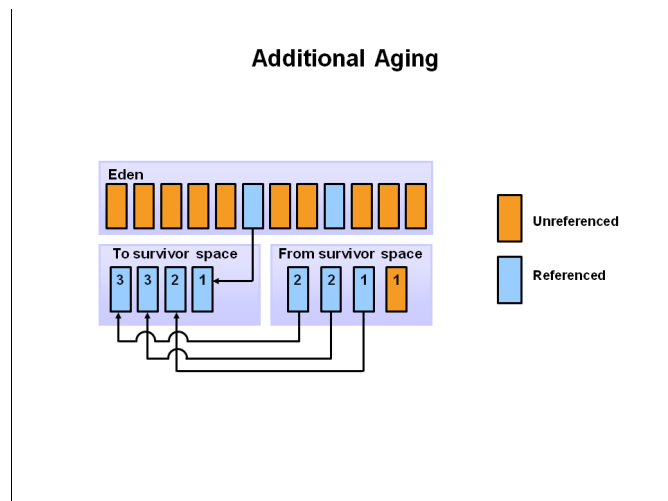 Additional Aging
Eden
To survivor space
From survivor space
3 3 2 1
2 2 1 1
Unreferenced
Referenced